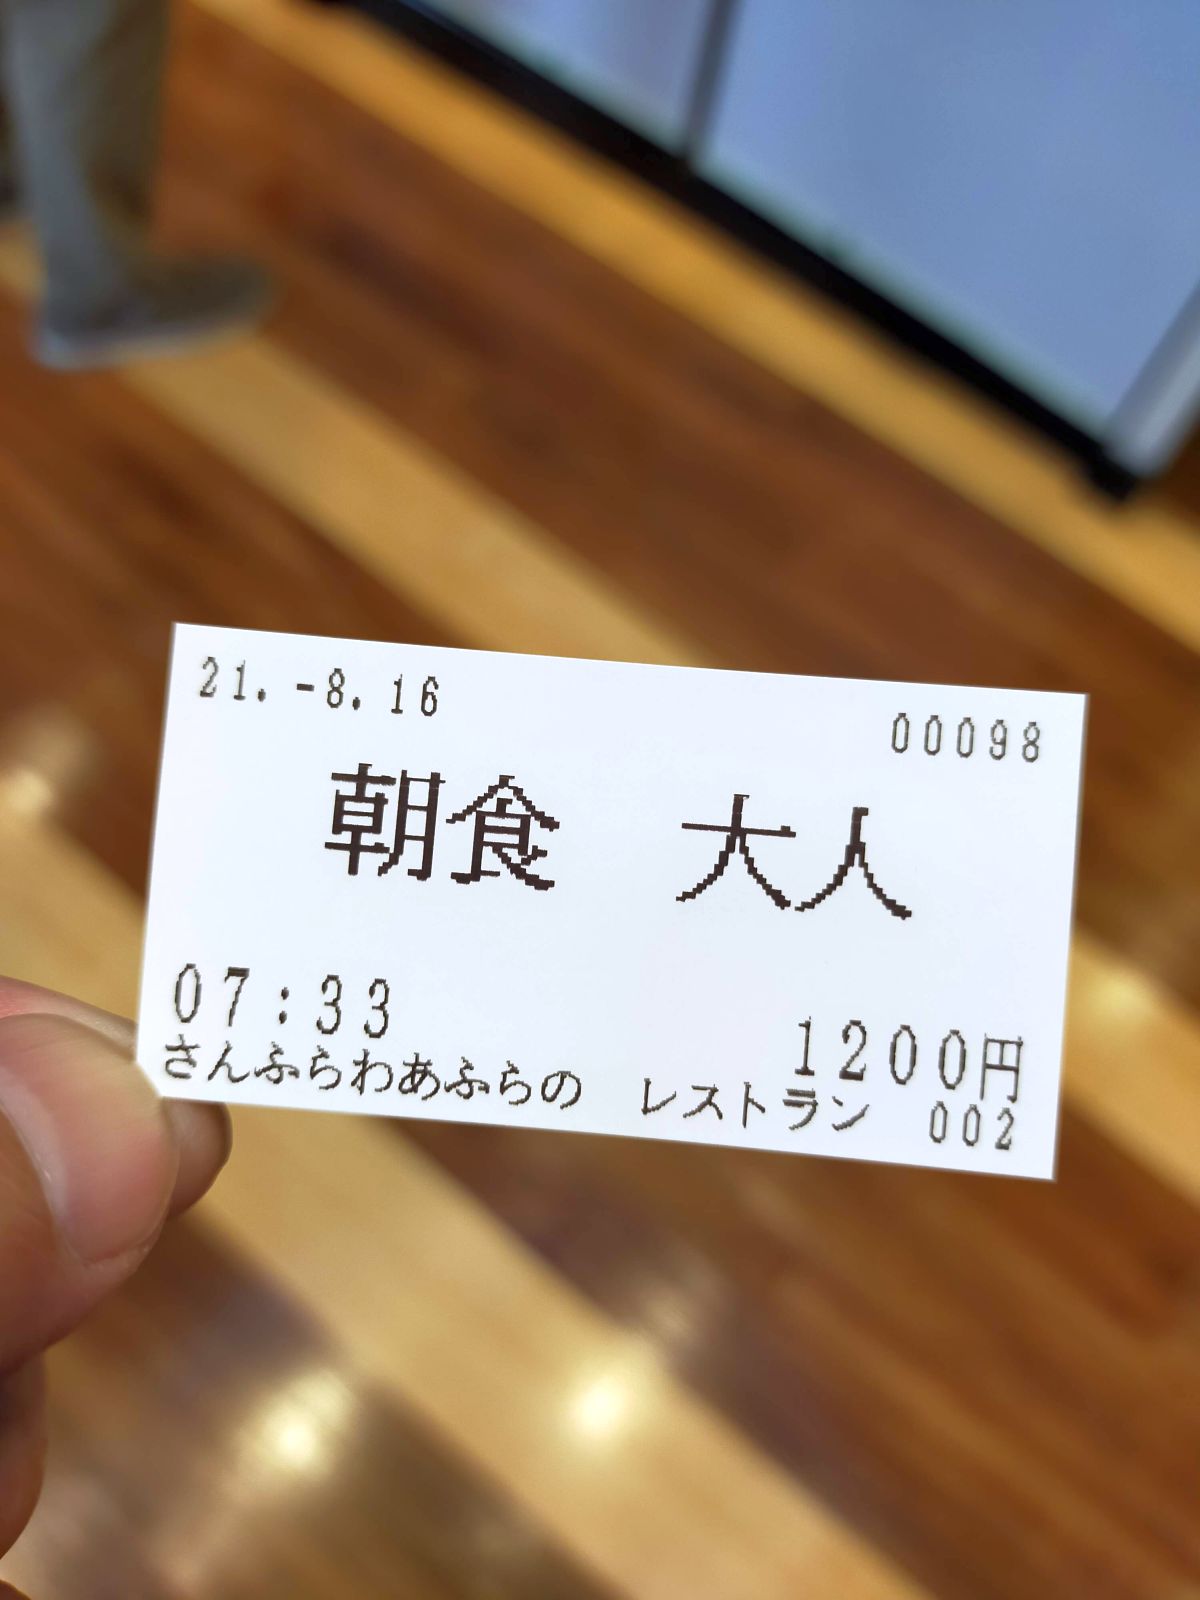 21.-8.16
00098
朝食　大人
07:33
1200円
さんふらわあふらの　レストラン　002